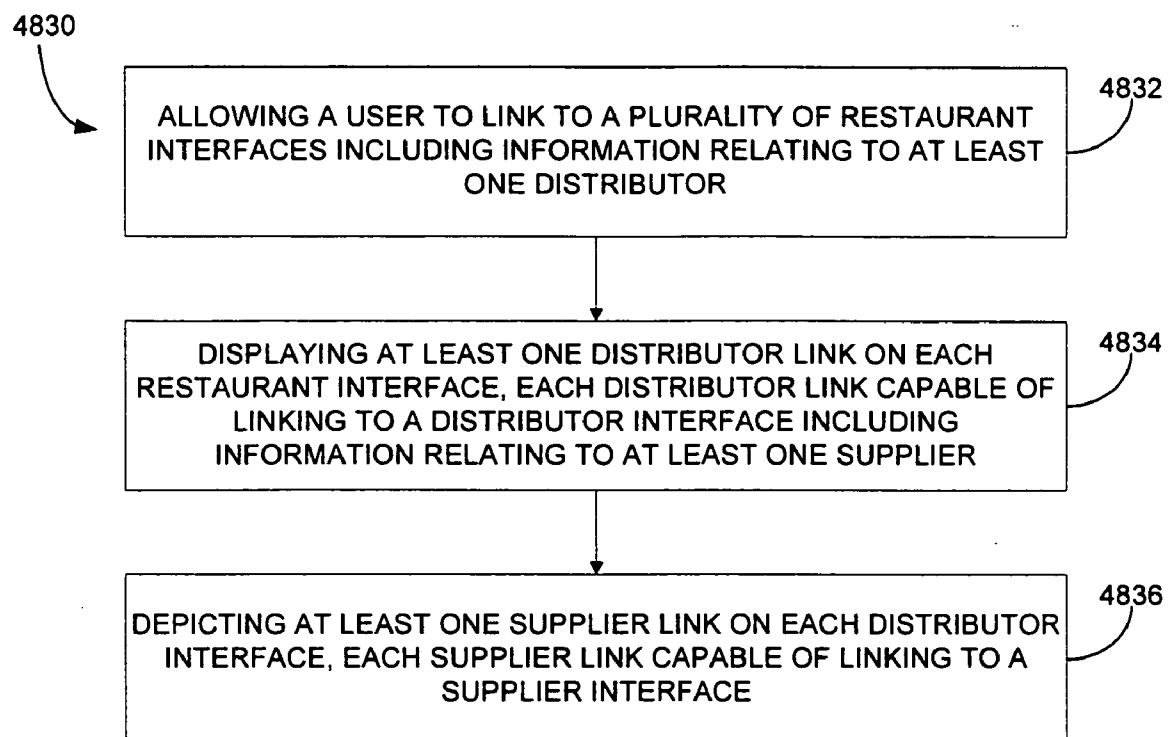 4830
ALLOWING A USER TO LINK TO A PLURALITY OF RESTAURANT
INTERFACES INCLUDING INFORMATION RELATING TO AT LEAST
ONE DISTRIBUTOR
4832
DISPLAYING AT LEAST ONE DISTRIBUTOR LINK ON EACH
RESTAURANT INTERFACE, EACH DISTRIBUTOR LINK CAPABLE OF
LINKING TO A DISTRIBUTOR INTERFACE INCLUDING
INFORMATION RELATING TO AT LEAST ONE SUPPLIER
4834
DEPICTING AT LEAST ONE SUPPLIER LINK ON EACH DISTRIBUTOR
INTERFACE, EACH SUPPLIER LINK CAPABLE OF LINKING TO A
SUPPLIER INTERFACE
4836